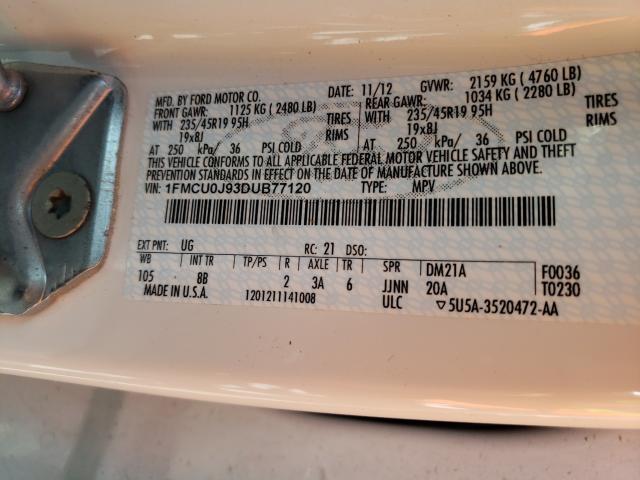 MFD. BY FORD MOTOR CO.
DATE: 11/12 GVWR: 2159 KG ( 4760 LB)
FRONT GAWR: 1125 KG ( 2480 LB) REAR GAWR: 1034 KG ( 2280 LB)
WITH 235/45R19 95H TIRES WITH 235/45R19 95H TIRES
19x8J RIMS 19x8J RIMS
AT 250 kPa/ 36 PSI COLD AT 250 kPa/ 36 PSI COLD
THIS VEHICLE CONFORMS TO ALL APPLICABLE FEDERAL MOTOR VEHICLE SAFETY AND THEFT
PREVENTION STANDARDS IN EFFECT ON THE DATE OF MANUFACTURE SHOWN ABOVE.
VIN: 1FMCU0J93DUB77120 TYPE: MPV
EXT PNT: UG RC: 21 DSO:
WB INT TR TP/PS R AXLE TR SPR DM21A F0036
105 8B 2 3A 6 JJNN 20A T0230
MADE IN U.S.A. 1201211141008 ULC ▽5U5A-3520472-AA